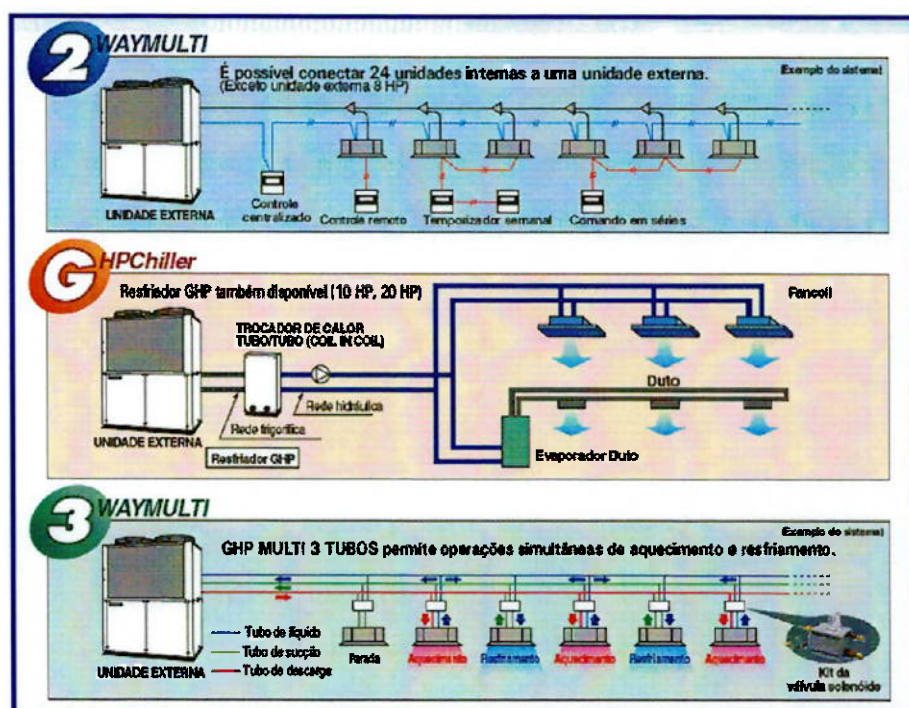 2 WAYMULTI
É possível conectar 24 unidades internas a uma unidade externa.
(Exceto unidade externa 8 HP)
Exemplo do sistema!
UNIDADE EXTERNA
Controle
centralizado
Controle remoto
Temporizador semanal
Comando em séries
GHPChiller
Resfriador GHP também disponível (10 HP, 20 HP)
Fancoil
TROCADOR DE CALOR
TUBO/TUBO (COIL IN COIL)
Duto
Rede hidráulica
Rede frigorífica
UNIDADE EXTERNA
Resfriador GHP
Evaporador Duto
3 WAYMULTI
Exemplo do sistema!
GHP MULTI 3 TUBOS permite operações simultâneas de aquecimento e resfriamento.
Tubo de líquido
Tubo de sucção
Tubo de descarga
UNIDADE EXTERNA
Parada
Aquecimento
Resfriamento
Aquecimento
Resfriamento
Aquecimento
Kit da
válvula solenóide